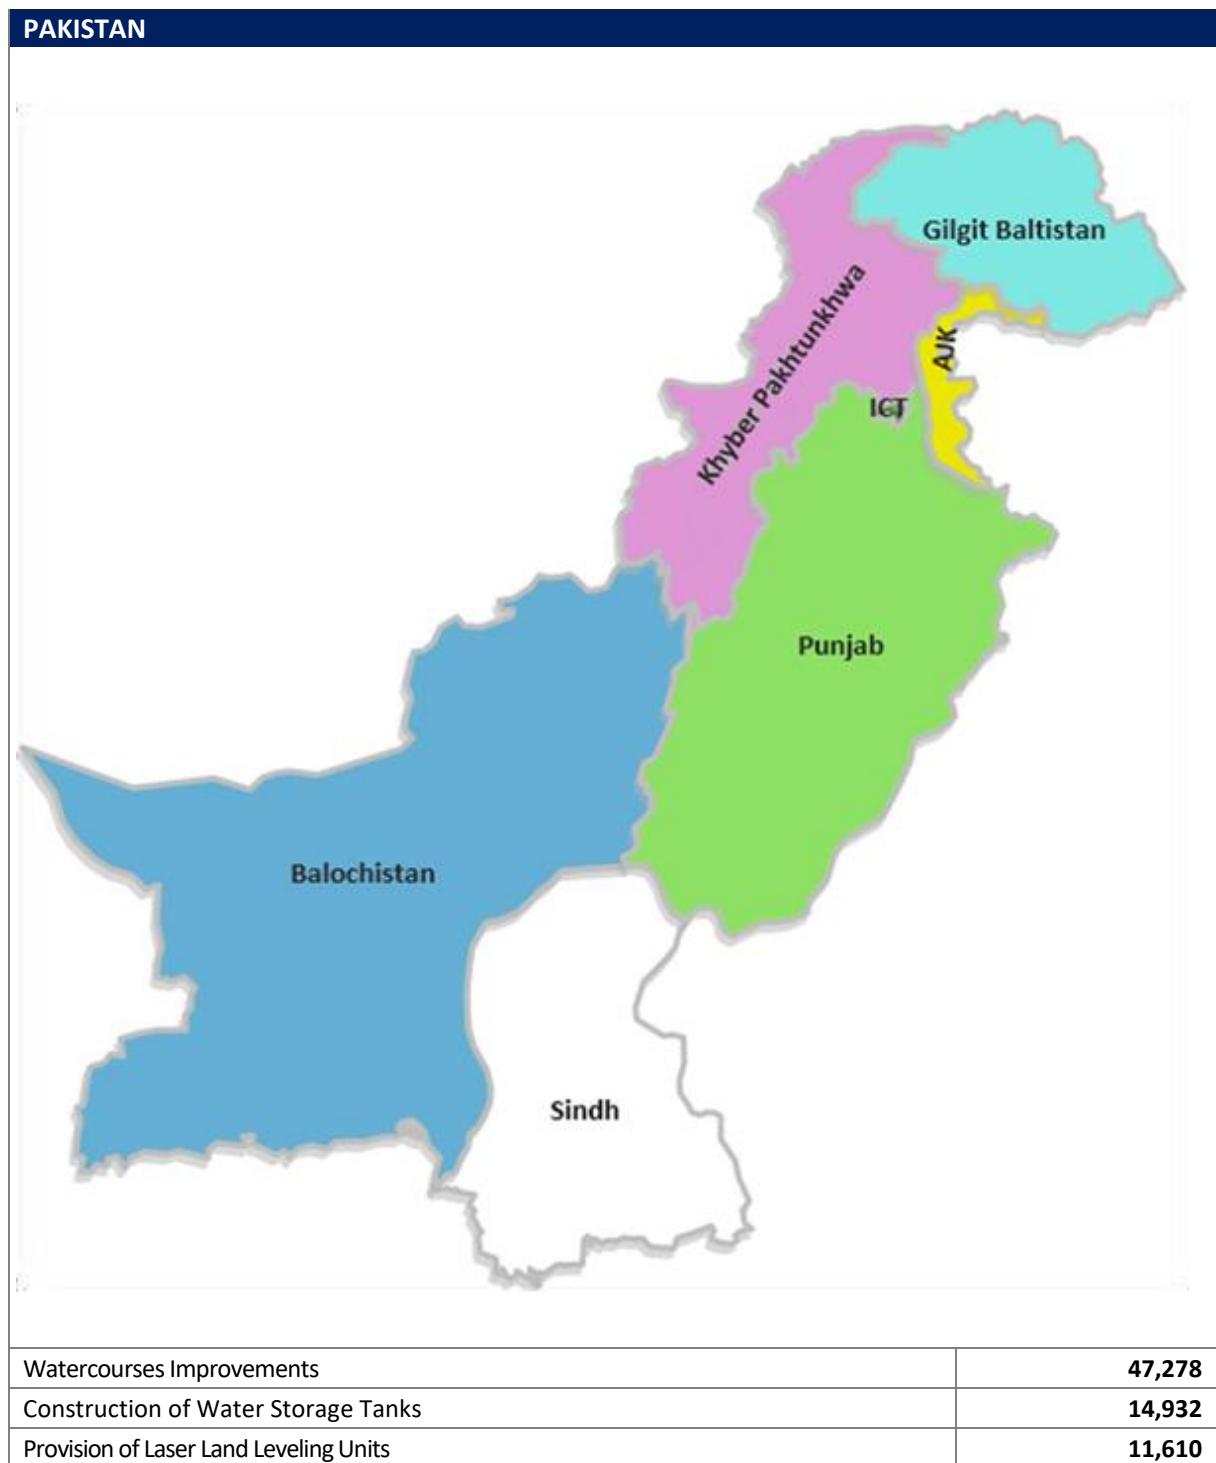 PAKISTAN
Gilgit Baltistan
Khyber Pakhtunkhwa
AJK
ICT
Punjab
Balochistan
Sindh
Watercourses Improvements 47,278
Construction of Water Storage Tanks 14,932
Provision of Laser Land Leveling Units 11,610